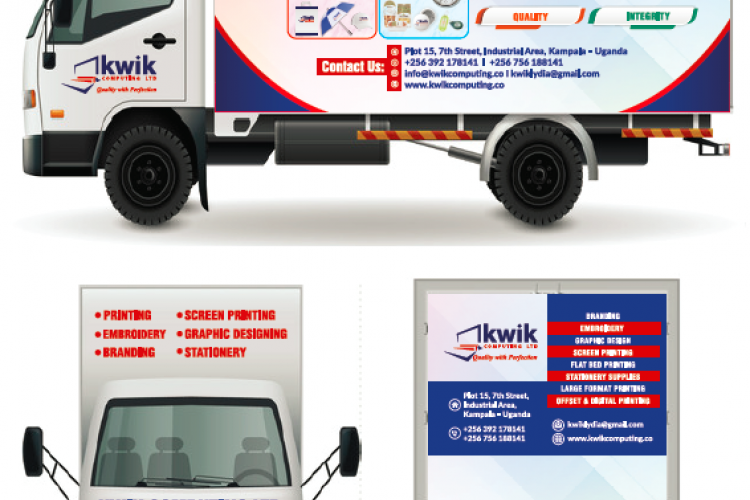 QUALITY
INTEGRITY
kwik
COMPUTING LTD
Quality with Perfection
Contact Us:
Plot 15, 7th Street, Industrial Area, Kampala - Uganda
+256 392 178141 I +256 756 188141
info@kwikcomputing.co I kwiklydia@gmail.com
www.kwikcomputing.co
• PRINTING
• EMBROIDERY
• BRANDING
• SCREEN PRINTING
• GRAPHIC DESIGNING
• STATIONERY
kwik
COMPUTING LTD
Quality with Perfection
Plot 15, 7th Street,
Industrial Area,
Kampala - Uganda
+256 392 178141
+256 756 188141
BRANDING
EMBROIDERY
GRAPHIC DESIGN
SCREEN PRINTING
FLAT BED PRINTING
STATIONERY SUPPLIES
LARGE FORMAT PRINTING
OFFSET & DIGITAL PRINTING
kwiklydia@gmail.com
www.kwikcomputing.co